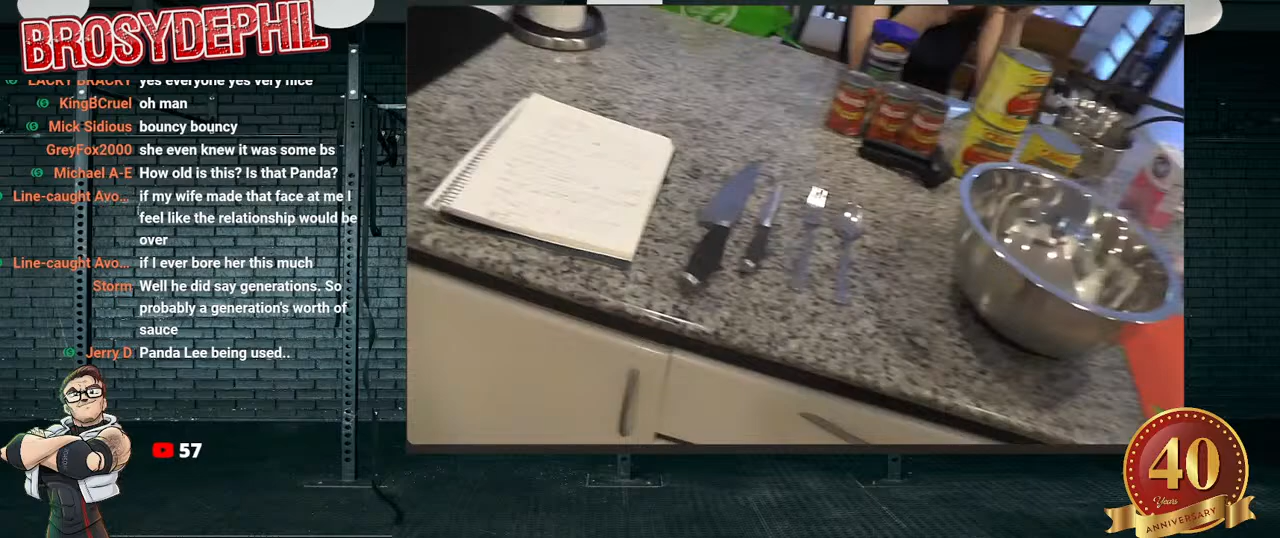 BROSYDEPHIL
LACKY BRACKY yes everyone yes very nice
KingBCruel oh man
Mick Sidious bouncy bouncy
GreyFox2000 she even knew it was some bs
Michael A-E How old is this? Is that Panda?
Line-caught Avo... if my wife made that face at me I
feel like the relationship would be
over
Line-caught Avo... if I ever bore her this much
Storm Well he did say generations. So
probably a generation's worth of
sauce
Jerry D Panda Lee being used..
57
40
Years
ANNIVERSARY